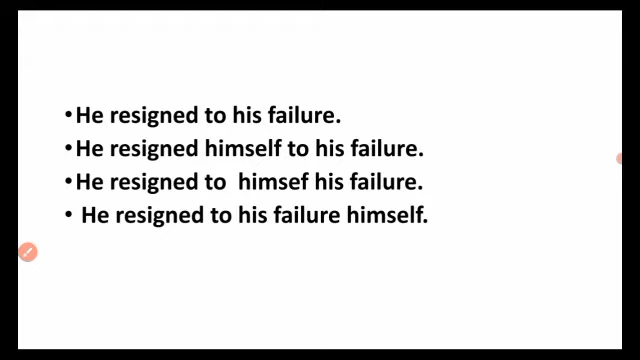 •He resigned to his failure.
•He resigned himself to his failure.
•He resigned to  himsef his failure.
• He resigned to his failure himself.